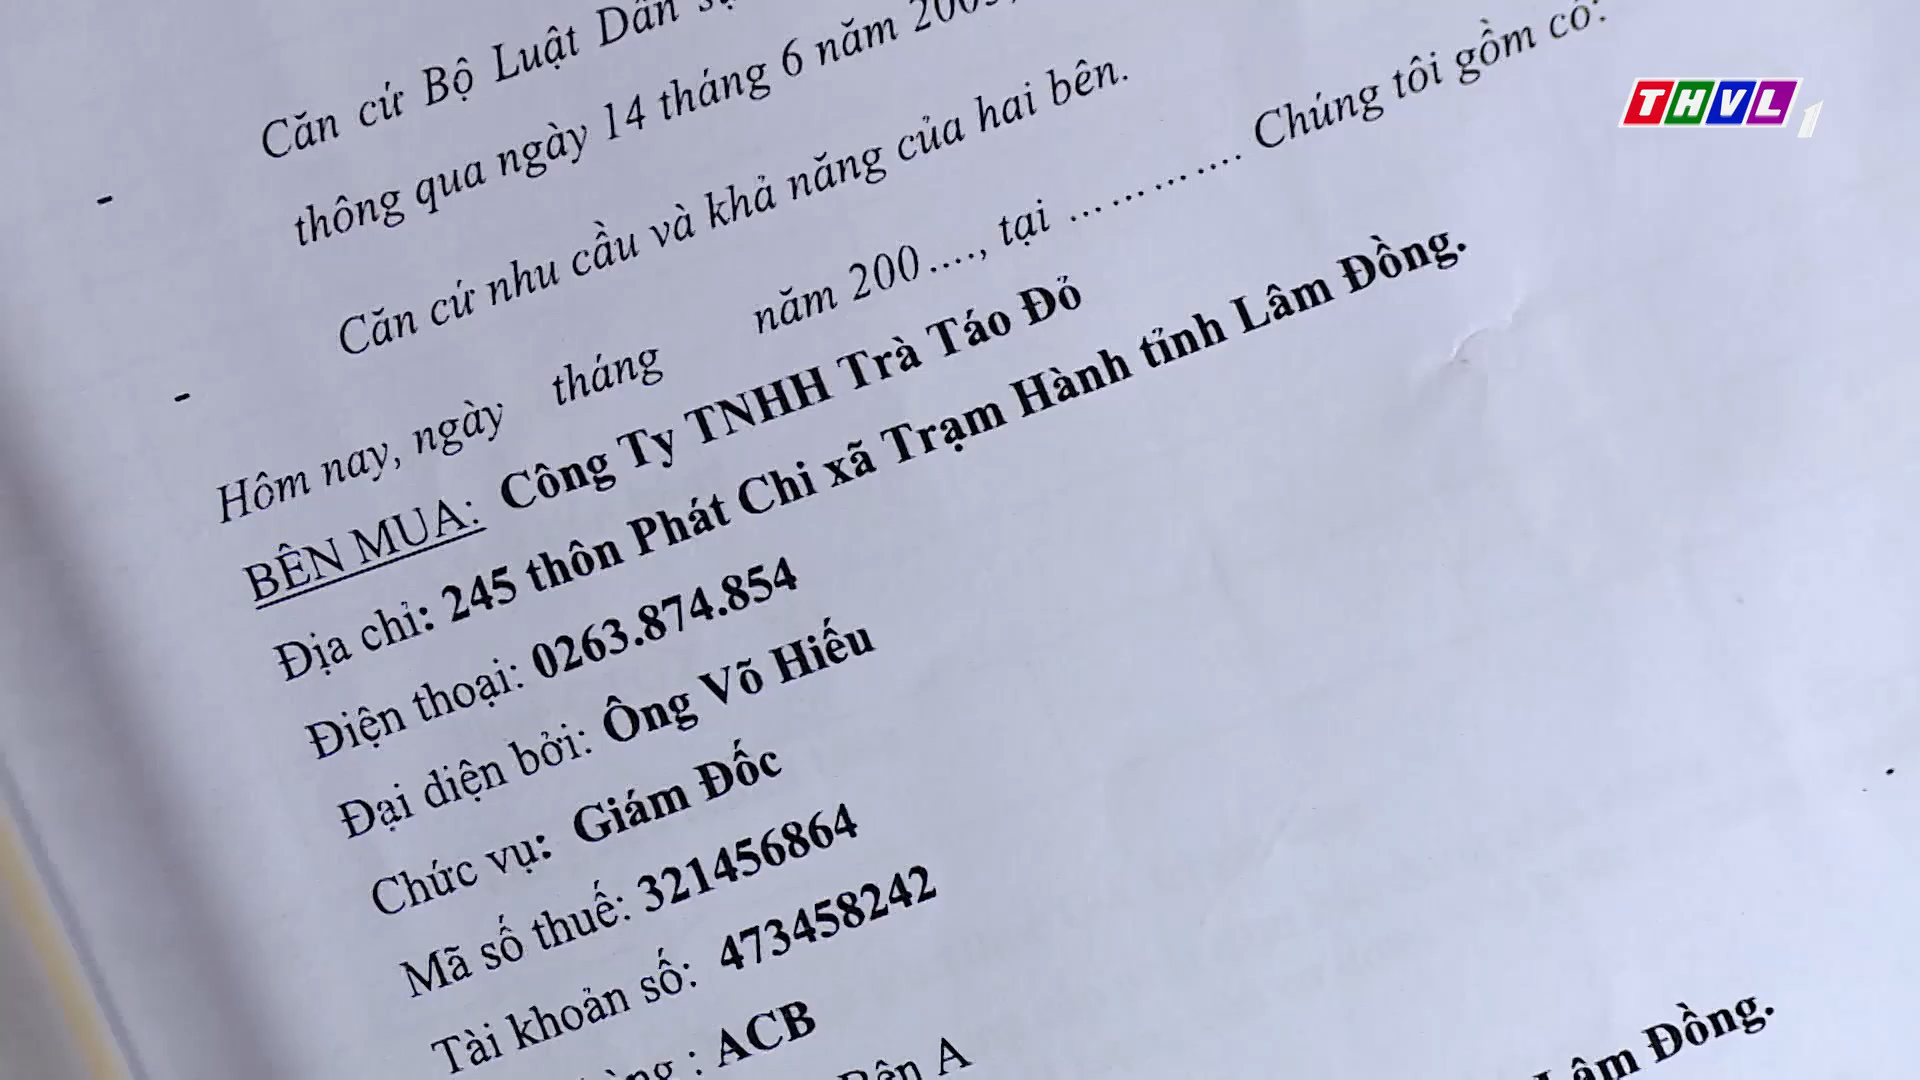 Căn cứ Bộ Luật Dân
thông qua ngày 14 tháng 6 năm
- Căn cứ nhu cầu và khả năng của hai bên.
- Hôm nay, ngày tháng năm 200...., tại ............. Chúng tôi gồm có:
BÊN MUA: Công Ty TNHH Trà Táo Đỏ
Địa chỉ: 245 thôn Phát Chi xã Trạm Hành tỉnh Lâm Đồng.
Điện thoại: 0263.874.854
Đại diện bởi: Ông Võ Hiếu
Chức vụ: Giám Đốc
Mã số thuế: 321456864
Tài khoản số: 473458242
: ACB
Bên A
Lâm Đồng.
THVL 1